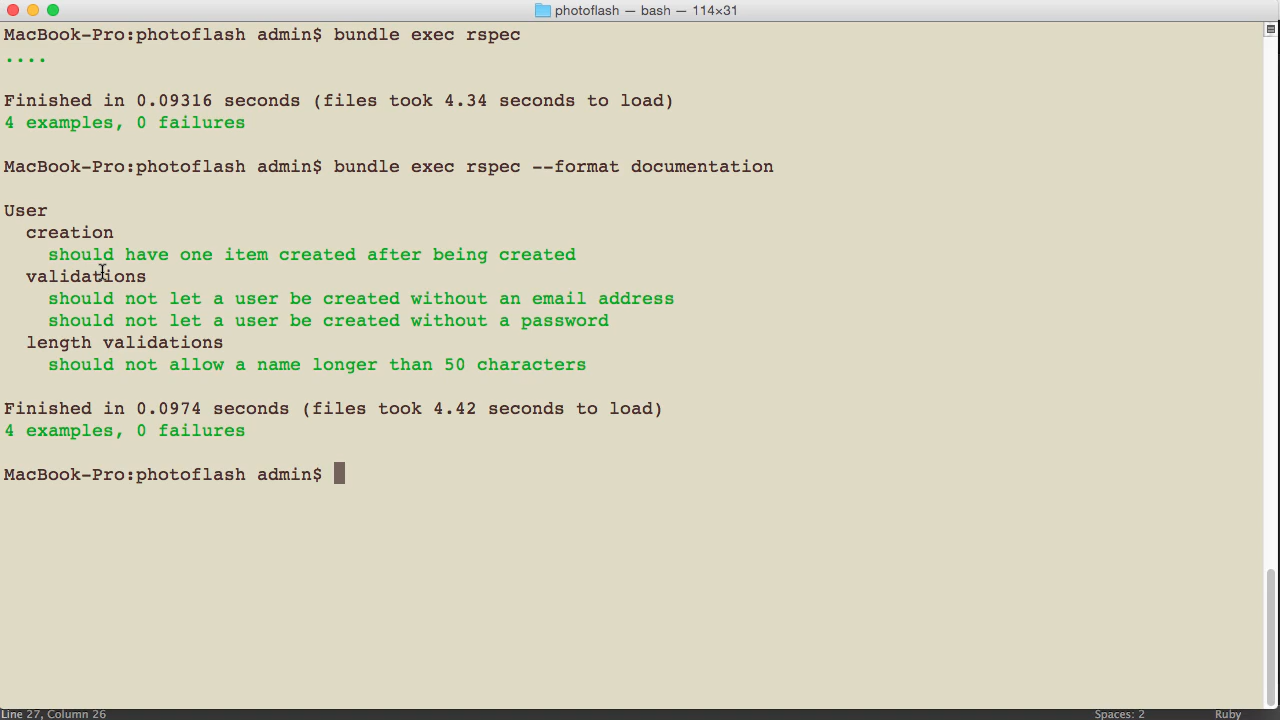 photoflash — bash — 114×31
MacBook-Pro:photoflash admin$ bundle exec rspec
....
Finished in 0.09316 seconds (files took 4.34 seconds to load)
4 examples, 0 failures
MacBook-Pro:photoflash admin$ bundle exec rspec --format documentation
User
creation
should have one item created after being created
validations
should not let a user be created without an email address
should not let a user be created without a password
length validations
should not allow a name longer than 50 characters
Finished in 0.0974 seconds (files took 4.42 seconds to load)
4 examples, 0 failures
MacBook-Pro:photoflash admin$
Line 27, Column 26 Spaces: 2 Ruby